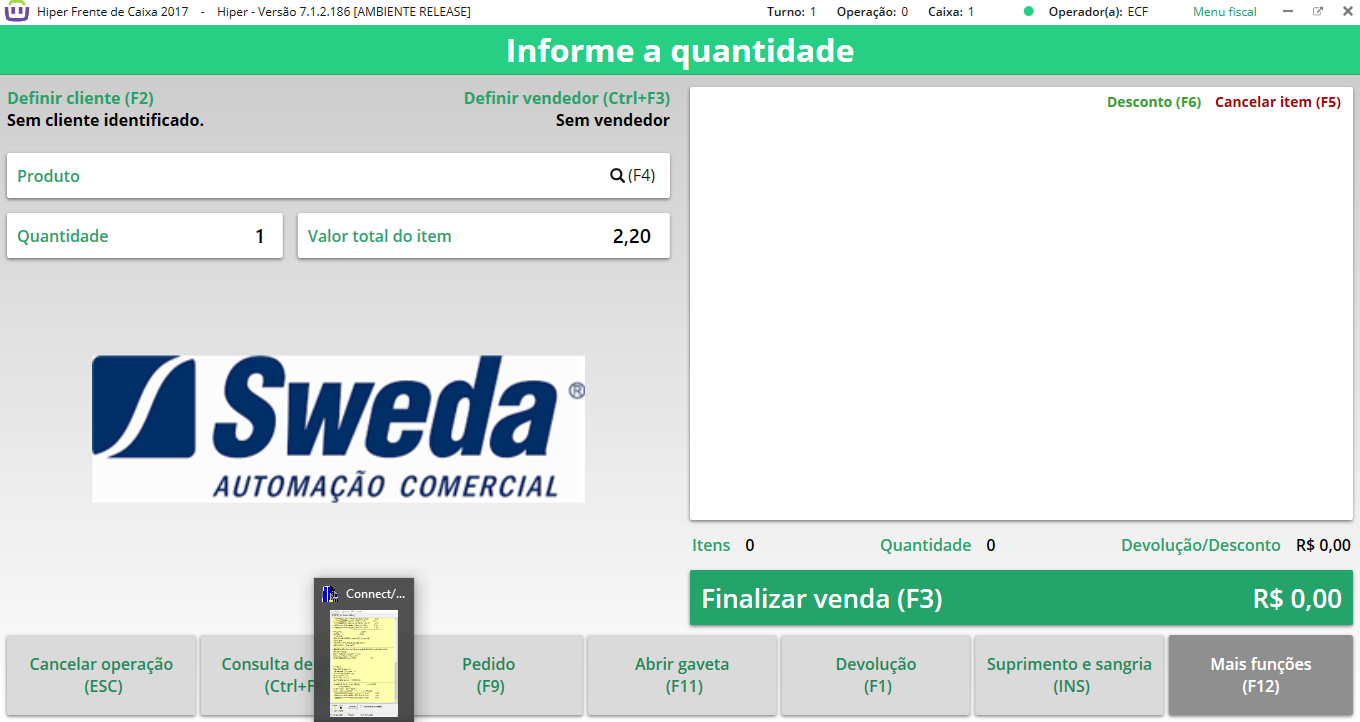 Hiper Frente de Caixa 2017 - Hiper - Versão 7.1.2.186 [AMBIENTE RELEASE] Turno: 1 Operação: 0 Caixa: 1 Operador(a): ECF Menu fiscal
Informe a quantidade
Definir cliente (F2) Definir vendedor (Ctrl+F3)
Sem cliente identificado. Sem vendedor
Produto (F4)
Quantidade 1 Valor total do item 2,20
Sweda®
AUTOMAÇÃO COMERCIAL
Desconto (F6) Cancelar item (F5)
Itens 0 Quantidade 0 Devolução/Desconto R$ 0,00
Finalizar venda (F3) R$ 0,00
Connect/...
Cancelar operação
(ESC)
Consulta de
(Ctrl+F
Pedido
(F9)
Abrir gaveta
(F11)
Devolução
(F1)
Suprimento e sangria
(INS)
Mais funções
(F12)